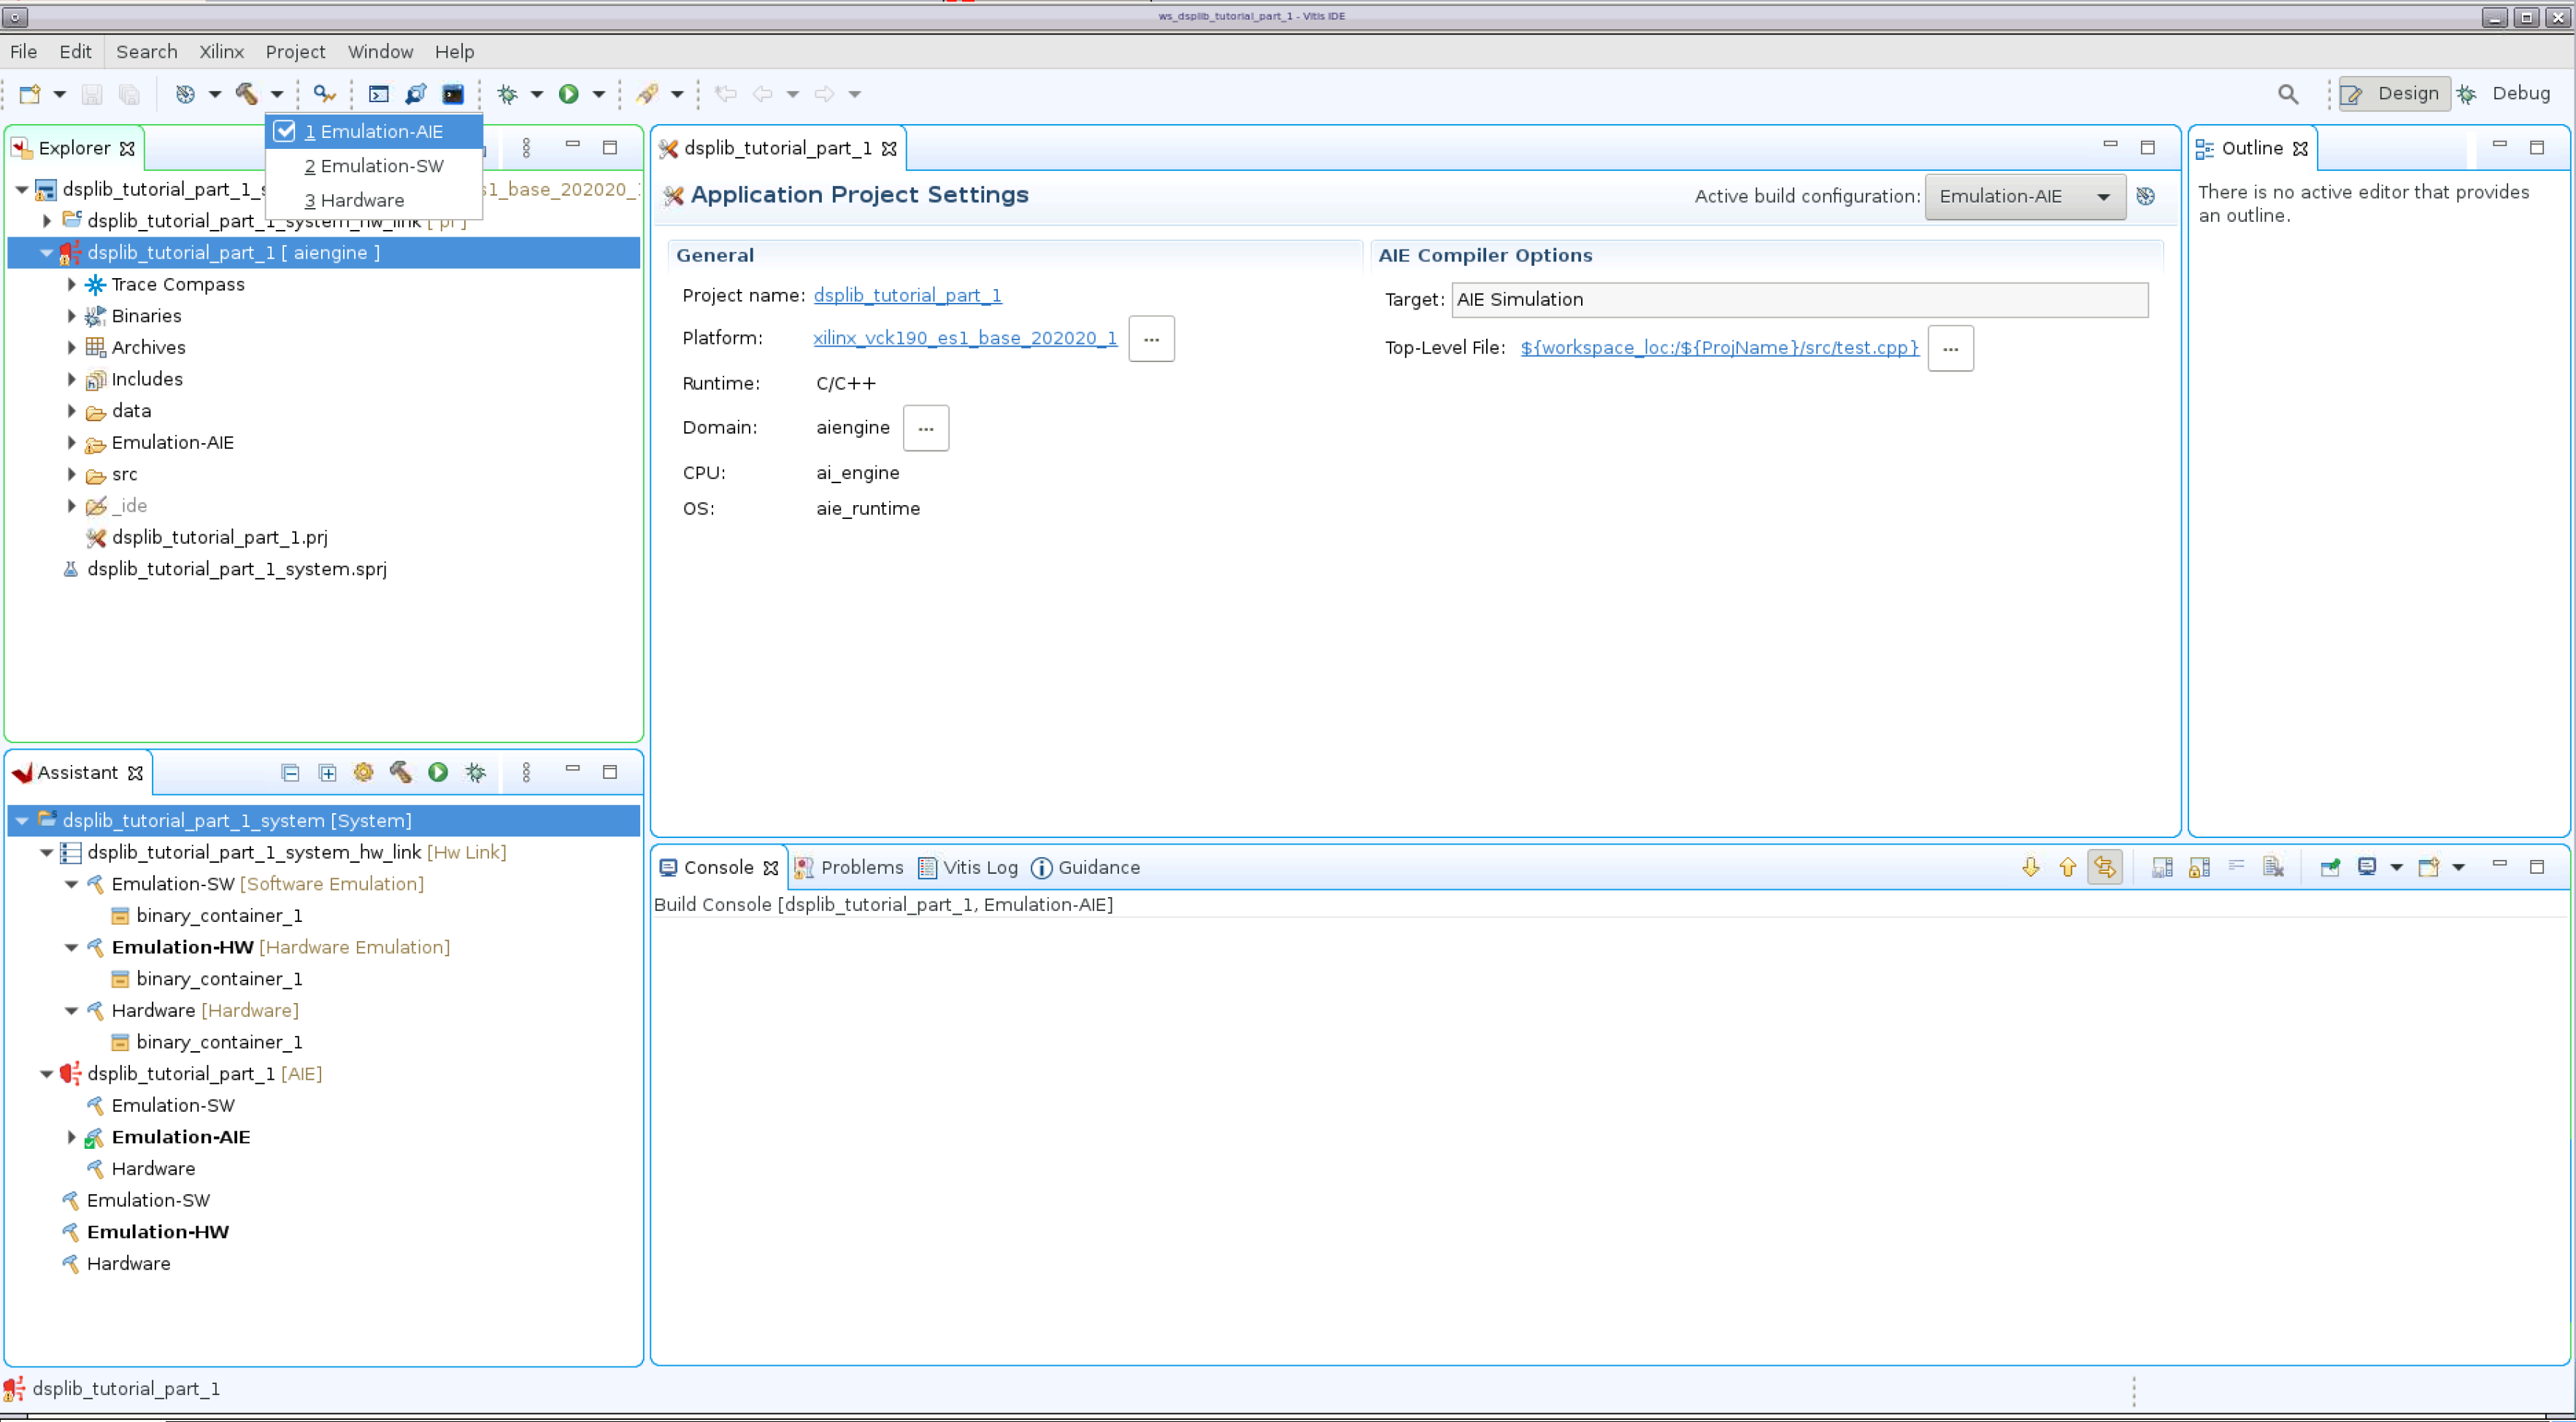 ws_dsplib_tutorial_part_1 - Vitis IDE
File Edit Search Xilinx Project Window Help
Design Debug
1 Emulation-AIE
2 Emulation-SW
3 Hardware
Explorer
dsplib_tutorial_part_1_s
s1_base_202020_1
dsplib_tutorial_part_1_system_hw_link [ pl ]
dsplib_tutorial_part_1 [ aiengine ]
Trace Compass
Binaries
Archives
Includes
data
Emulation-AIE
src
_ide
dsplib_tutorial_part_1.prj
dsplib_tutorial_part_1_system.sprj
dsplib_tutorial_part_1
Application Project Settings
Active build configuration: Emulation-AIE
General
Project name: dsplib_tutorial_part_1
Platform: xilinx_vck190_es1_base_202020_1 ...
Runtime: C/C++
Domain: aiengine ...
CPU: ai_engine
OS: aie_runtime
AIE Compiler Options
Target: AIE Simulation
Top-Level File: ${workspace_loc:/${ProjName}/src/test.cpp} ...
Outline
There is no active editor that provides
an outline.
Assistant
dsplib_tutorial_part_1_system [System]
dsplib_tutorial_part_1_system_hw_link [Hw Link]
Emulation-SW [Software Emulation]
binary_container_1
Emulation-HW [Hardware Emulation]
binary_container_1
Hardware [Hardware]
binary_container_1
dsplib_tutorial_part_1 [AIE]
Emulation-SW
Emulation-AIE
Hardware
Emulation-SW
Emulation-HW
Hardware
Console Problems Vitis Log Guidance
Build Console [dsplib_tutorial_part_1, Emulation-AIE]
dsplib_tutorial_part_1